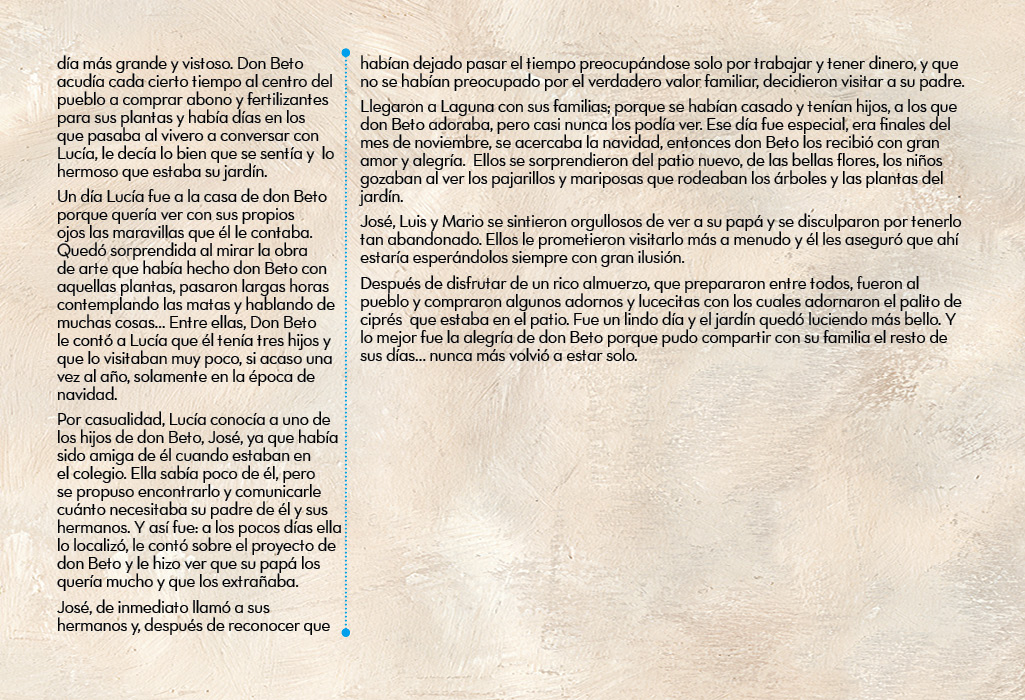 día más grande y vistoso. Don Beto
acudía cada cierto tiempo al centro del
pueblo a comprar abono y fertilizantes
para sus plantas y había días en los
que pasaba al vivero a conversar con
Lucía, le decía lo bien que se sentía y  lo
hermoso que estaba su jardín.
Un día Lucía fue a la casa de don Beto
porque quería ver con sus propios
ojos las maravillas que él le contaba.
Quedó sorprendida al mirar la obra
de arte que había hecho don Beto con
aquellas plantas, pasaron largas horas
contemplando las matas y hablando de
muchas cosas... Entre ellas, Don Beto
le contó a Lucía que él tenía tres hijos y
que lo visitaban muy poco, si acaso una
vez al año, solamente en la época de
navidad.
Por casualidad, Lucía conocía a uno de
los hijos de don Beto, José, ya que había
sido amiga de él cuando estaban en
el colegio. Ella sabía poco de él, pero
se propuso encontrarlo y comunicarle
cuánto necesitaba su padre de él y sus
hermanos. Y así fue: a los pocos días ella
lo localizó, le contó sobre el proyecto de
don Beto y le hizo ver que su papá los
quería mucho y que los extrañaba.
José, de inmediato llamó a sus
hermanos y, después de reconocer que
habían dejado pasar el tiempo preocupándose solo por trabajar y tener dinero, y que
no se habían preocupado por el verdadero valor familiar, decidieron visitar a su padre.
Llegaron a Laguna con sus familias; porque se habían casado y tenían hijos, a los que
don Beto adoraba, pero casi nunca los podía ver. Ese día fue especial, era finales del
mes de noviembre, se acercaba la navidad, entonces don Beto los recibió con gran
amor y alegría.  Ellos se sorprendieron del patio nuevo, de las bellas flores, los niños
gozaban al ver los pajarillos y mariposas que rodeaban los árboles y las plantas del
jardín.
José, Luis y Mario se sintieron orgullosos de ver a su papá y se disculparon por tenerlo
tan abandonado. Ellos le prometieron visitarlo más a menudo y él les aseguró que ahí
estaría esperándolos siempre con gran ilusión.
Después de disfrutar de un rico almuerzo, que prepararon entre todos, fueron al
pueblo y compraron algunos adornos y lucecitas con los cuales adornaron el palito de
ciprés  que estaba en el patio. Fue un lindo día y el jardín quedó luciendo más bello. Y
lo mejor fue la alegría de don Beto porque pudo compartir con su familia el resto de
sus días... nunca más volvió a estar solo.